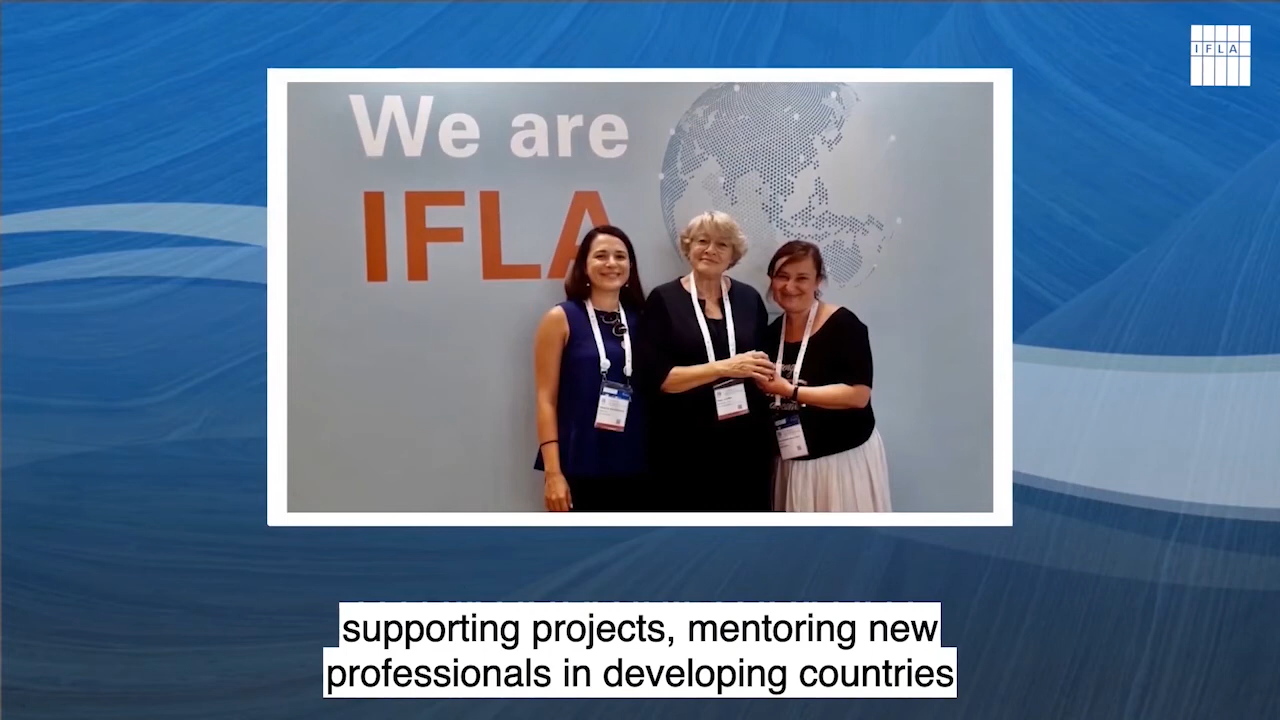 IFLA
We are
IFLA
supporting projects, mentoring new
professionals in developing countries